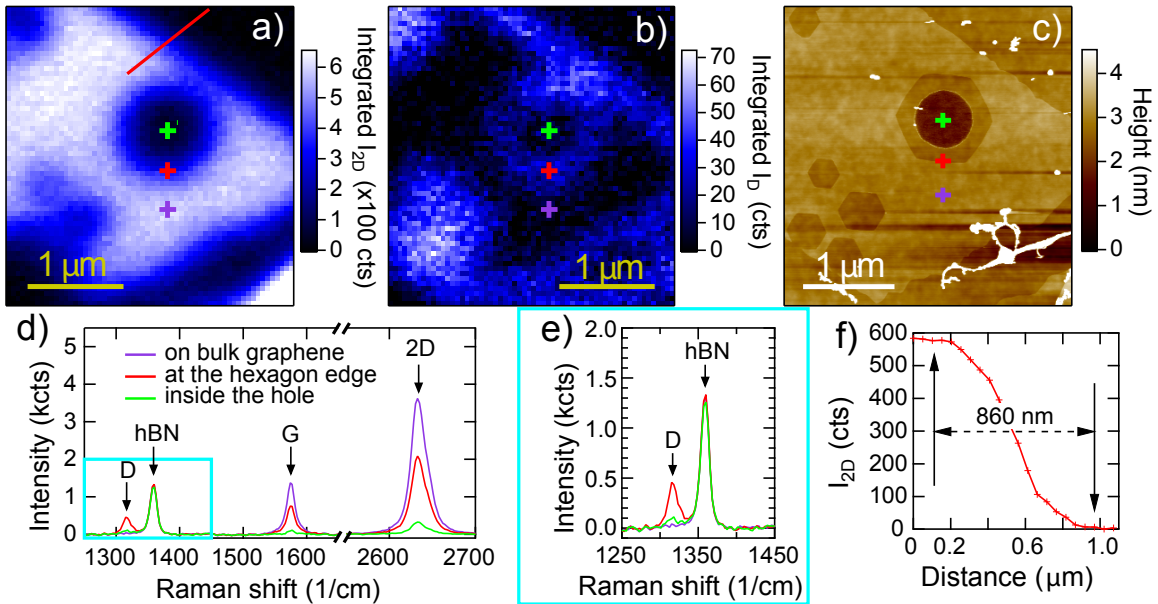 a)
6
5
4
3
2
1
0
Integrated I2D (x100 cts)
1 µm
b)
70
60
50
40
30
20
10
0
Integrated ID (cts)
1 µm
c)
4
3
2
1
0
Height (nm)
1 µm
d)
on bulk graphene
at the hexagon edge
inside the hole
2D
D
hBN
G
5
4
3
2
1
0
Intensity (kcts)
1300 1400 1500 1600 2600 2700
Raman shift (1/cm)
e)
hBN
D
2.0
1.5
1.0
0.5
0.0
Intensity (kcts)
1250 1350 1450
Raman shift (1/cm)
f)
600
500
400
300
200
100
0
I2D (cts)
860 nm
0 0.2 0.6 1.0
Distance (µm)